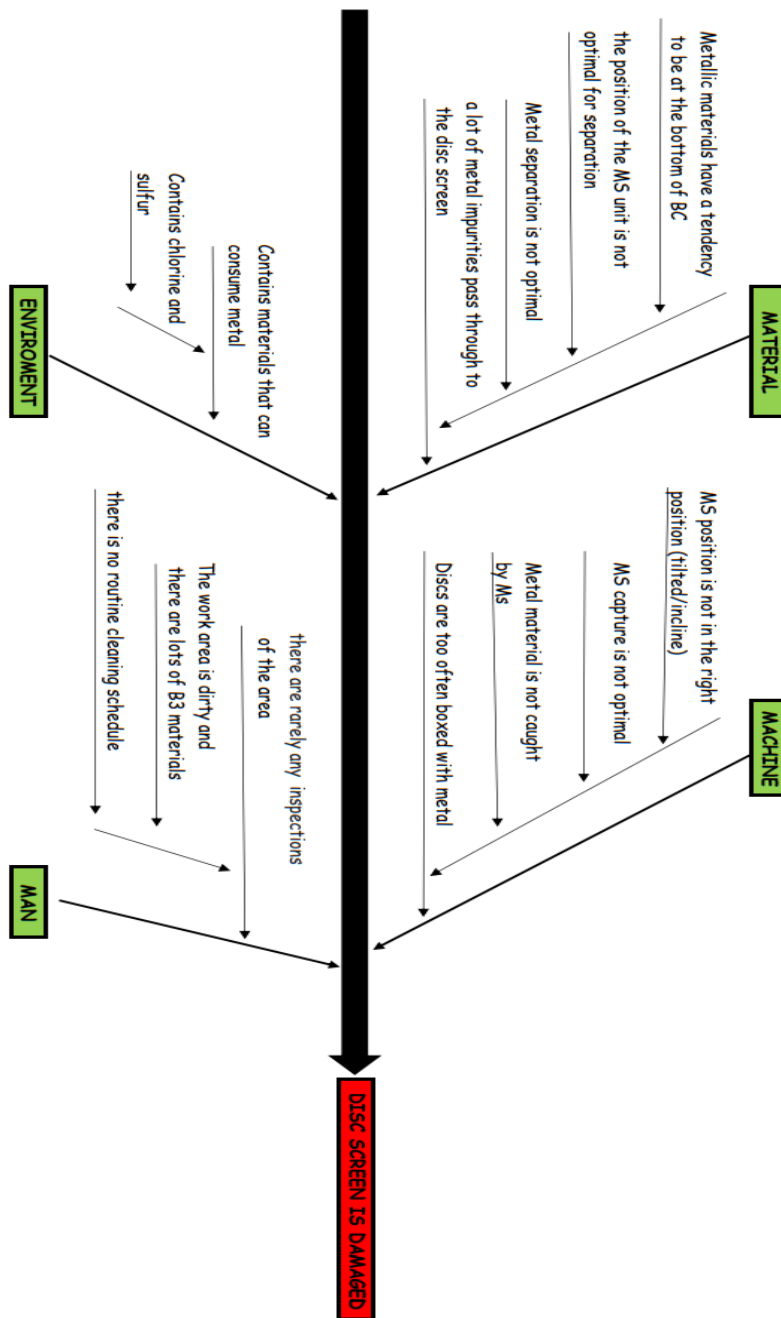 MATERIAL
Metallic materials have a tendency
to be at the bottom of BC
the position of the MS unit is not
optimal for separation
Metal separation is not optimal
a lot of metal impurities pass through to
the disc screen
MACHINE
MS position is not in the right
position (tilted/incline)
MS capture is not optimal
Metal material is not caught
by Ms
Discs are too often boxed with metal
DISC SCREEN IS DAMAGED
Contains materials that can
consume metal
Contains chlorine and
sulfur
ENVIROMENT
there are rarely any inspections
of the area
The work area is dirty and
there are lots of B3 materials
there is no routine cleaning schedule
MAN